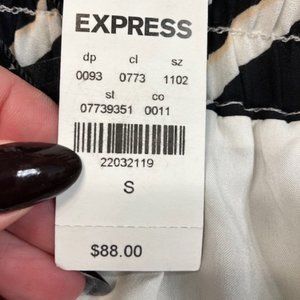 EXPRESS
dp cl sz
0093 0773 1102
st co
07739351 0011
22032119
S
$88.00